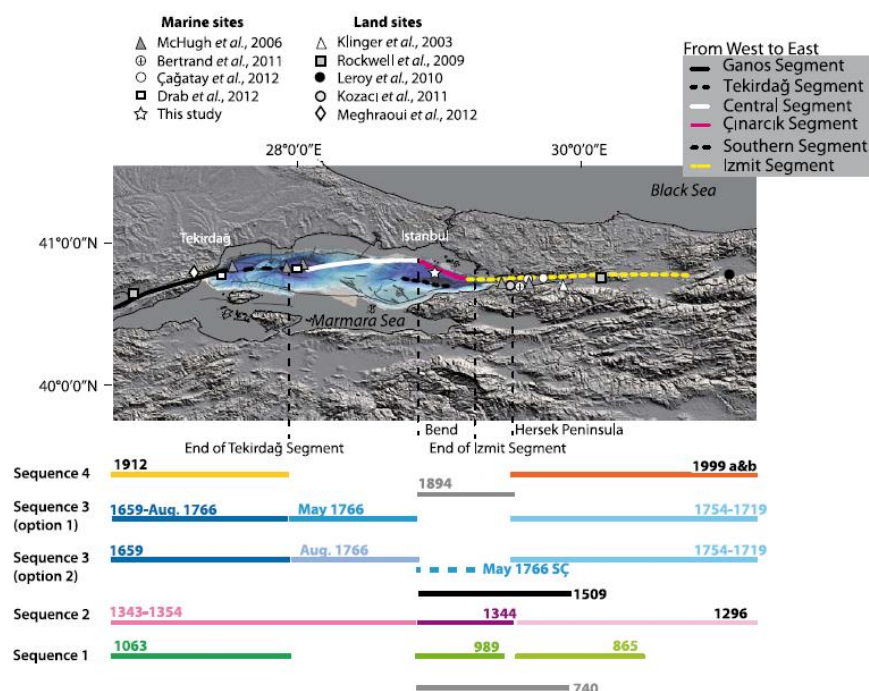 Marine sites
McHugh et al., 2006
Bertrand et al., 2011
Çağatay et al., 2012
Drab et al., 2012
This study
Land sites
Klinger et al., 2003
Rockwell et al., 2009
Leroy et al., 2010
Kozacı et al., 2011
Meghraoui et al., 2012
From West to East
Ganos Segment
Tekirdağ Segment
Central Segment
Çınarcık Segment
Southern Segment
Izmit Segment
28°0'0"E
30°0'0"E
Black Sea
41°0'0"N
Tekirdağ
Istanbul
Marmara Sea
40°0'0"N
Bend
Hersek Peninsula
End of Tekirdağ Segment
End of Izmit Segment
Sequence 4
1912
1894
1999 a&b
Sequence 3
(option 1)
1659-Aug. 1766
May 1766
1754-1719
Sequence 3
(option 2)
1659
Aug. 1766
1754-1719
May 1766 SÇ
1509
Sequence 2
1343-1354
1344
1296
Sequence 1
1063
989
865
740